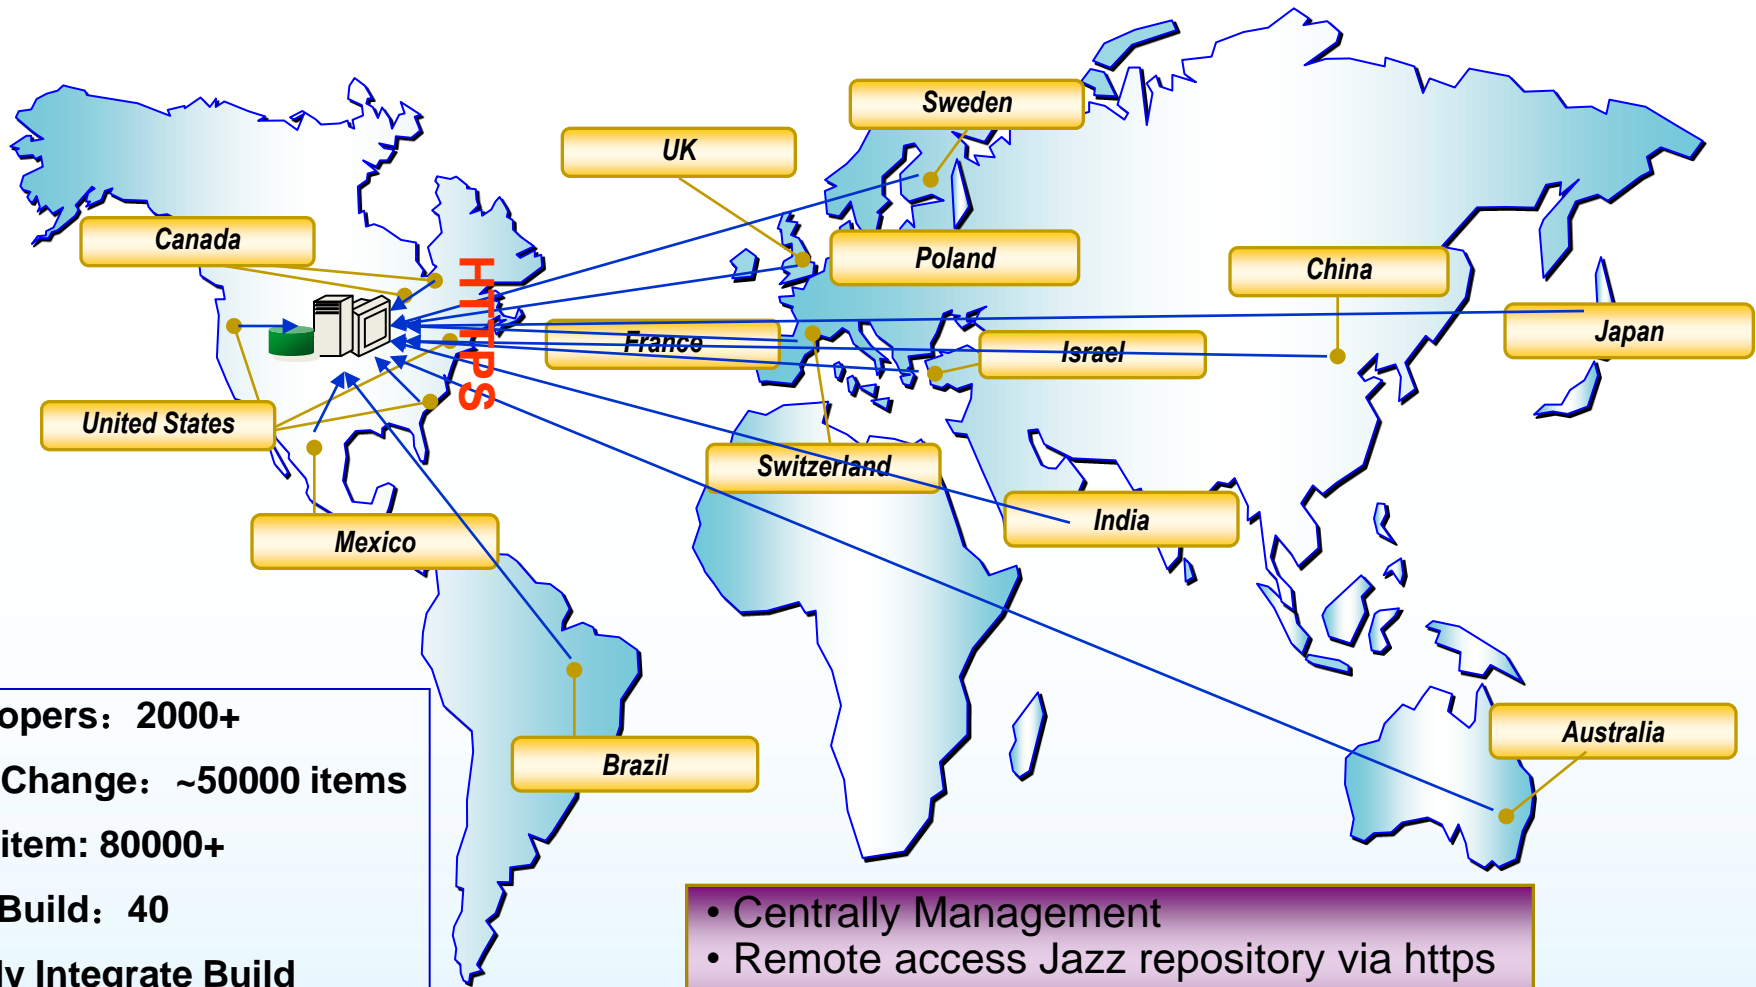 Sweden
UK
Canada
Poland
China
HTTPS
Japan
France
Israel
United States
Switzerland
India
Mexico
Australia
Brazil
opers：2000+
Change：~50000 items
item: 80000+
Build：40
ly Integrate Build
• Centrally Management
• Remote access Jazz repository via https